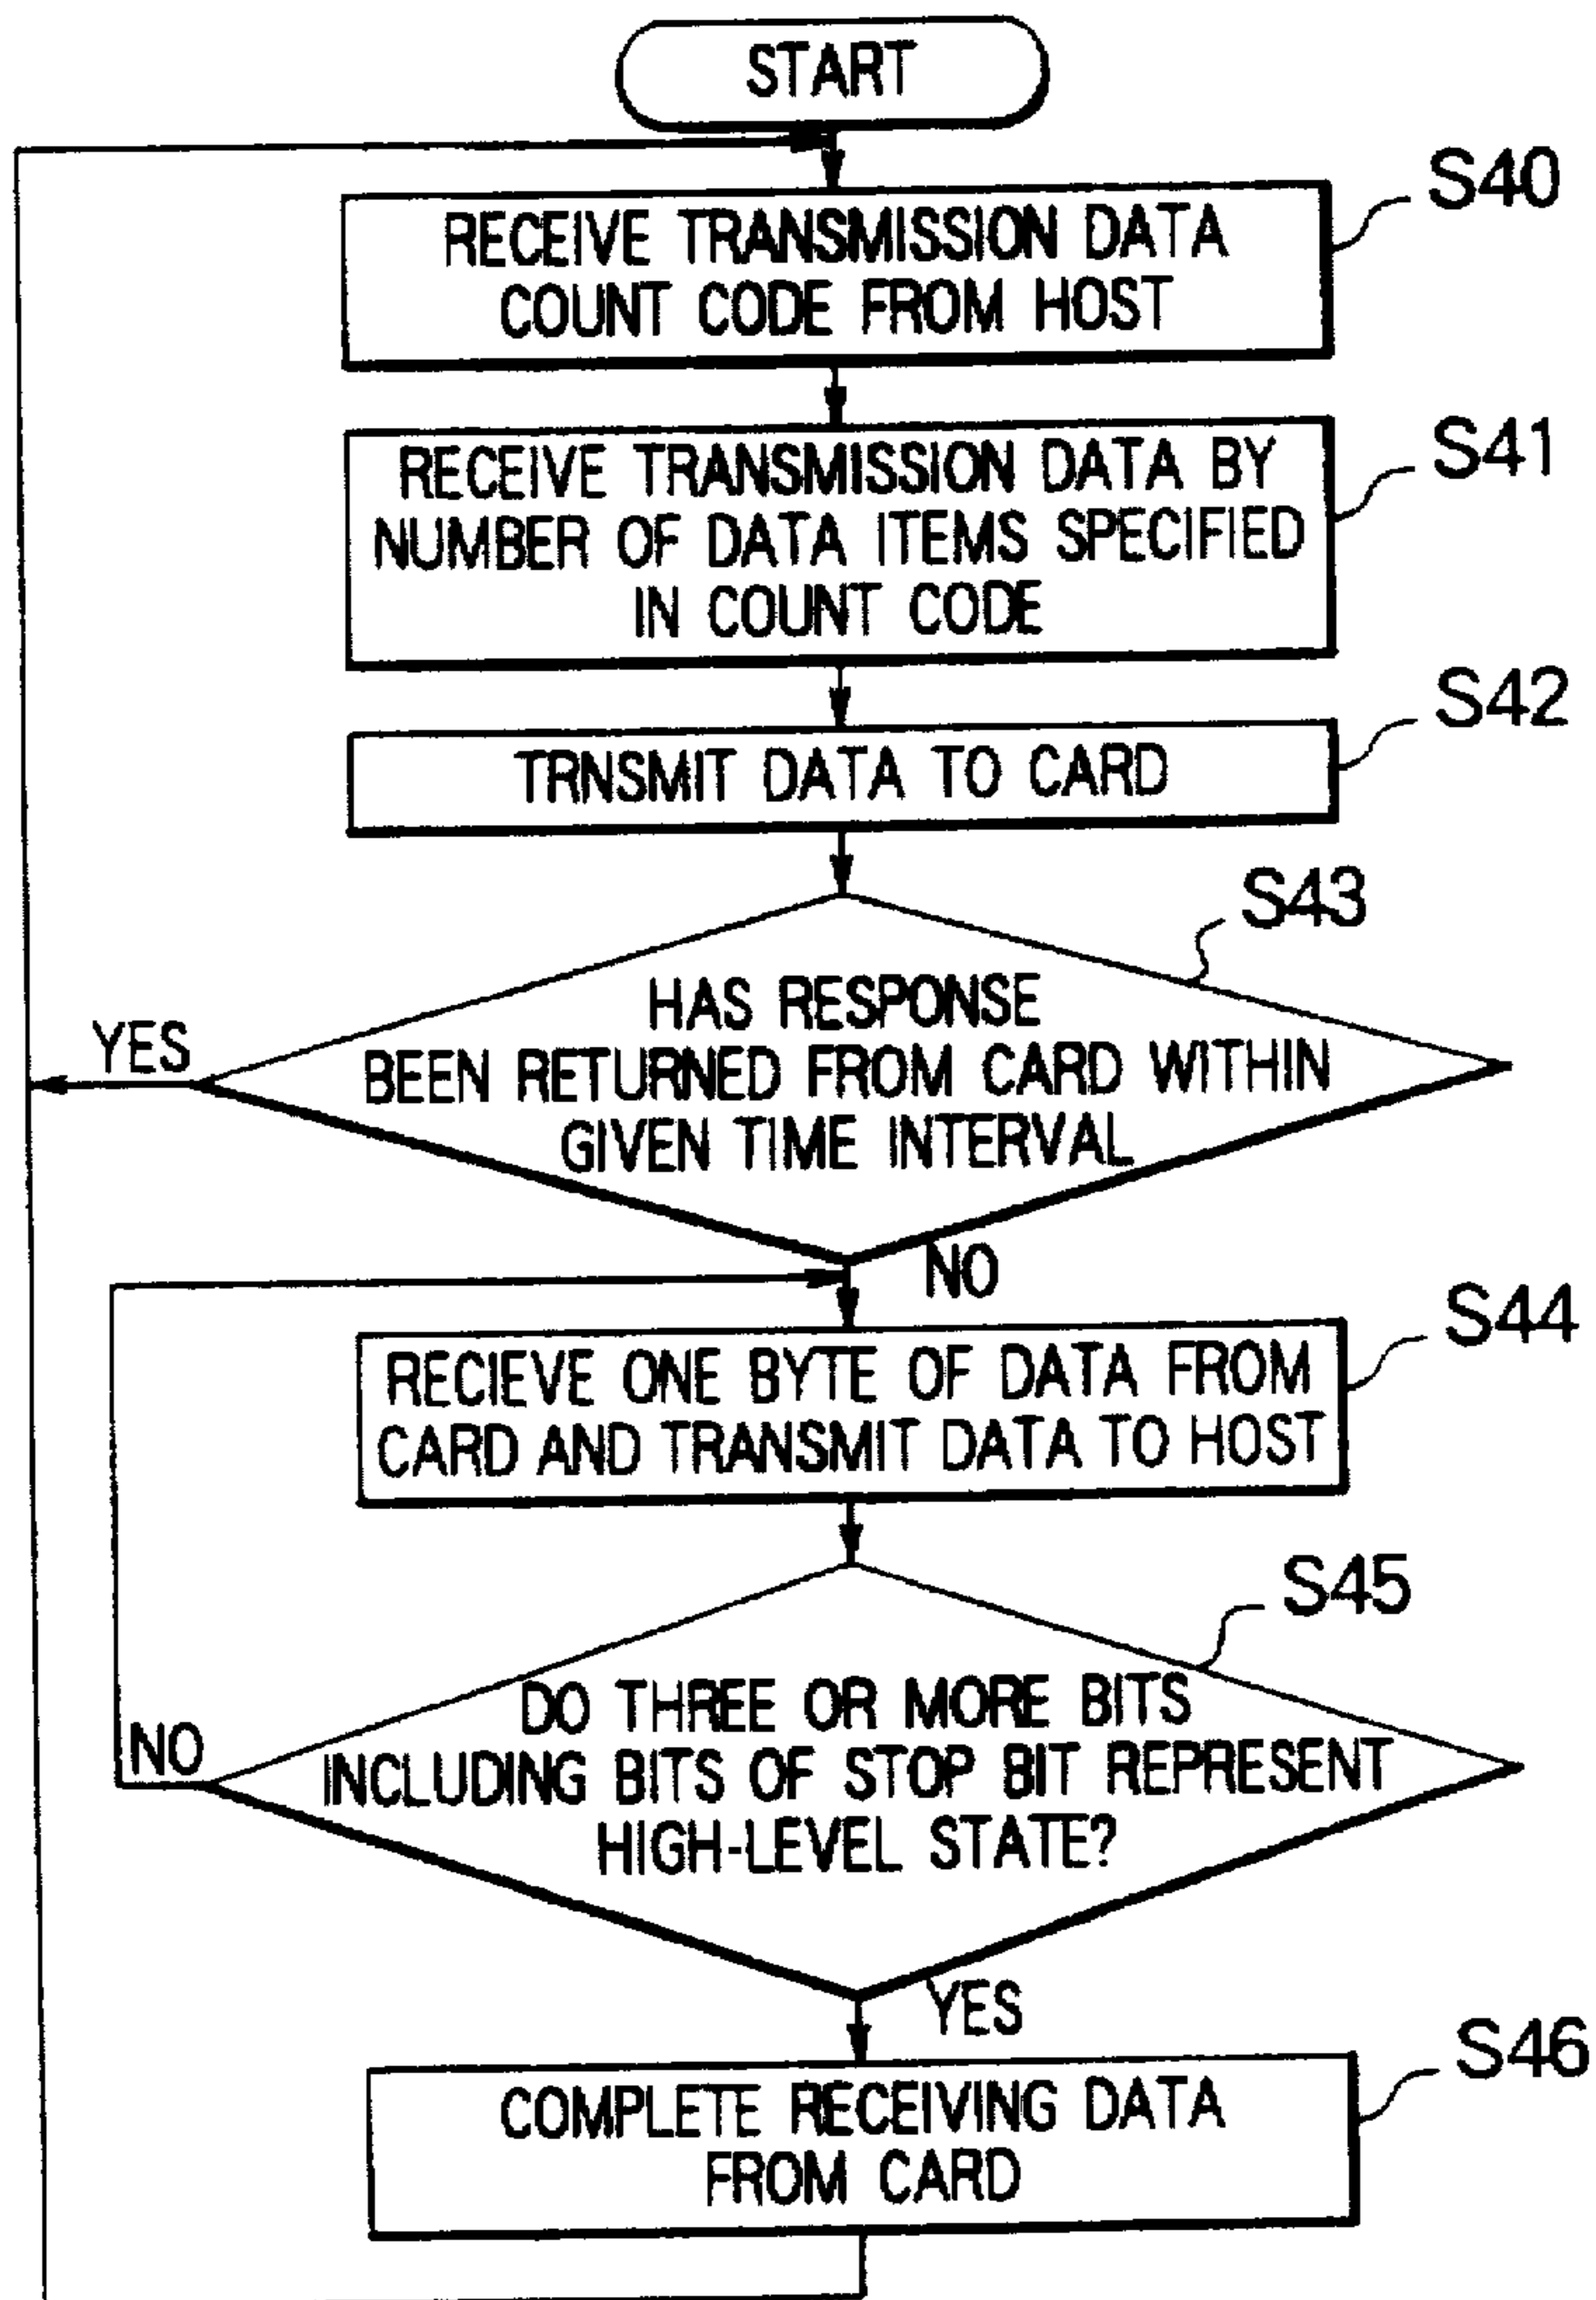 START
S40
RECEIVE TRANSMISSION DATA
COUNT CODE FROM HOST
S41
RECEIVE TRANSMISSION DATA BY
NUMBER OF DATA ITEMS SPECIFIED
IN COUNT CODE
S42
TRNSMIT DATA TO CARD
S43
HAS RESPONSE
BEEN RETURNED FROM CARD WITHIN
GIVEN TIME INTERVAL
YES
NO
S44
RECIEVE ONE BYTE OF DATA FROM
CARD AND TRANSMIT DATA TO HOST
S45
DO THREE OR MORE BITS
INCLUDING BITS OF STOP BIT REPRESENT
HIGH-LEVEL STATE?
NO
YES
S46
COMPLETE RECEIVING DATA
FROM CARD